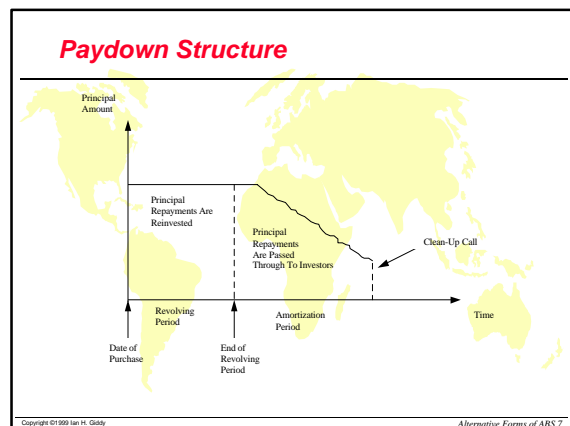 Paydown Structure
Principal
Amount
Principal
Repayments Are
Reinvested
Principal
Repayments
Are Passed
Through To Investors
Clean-Up Call
Revolving
Period
Amortization
Period
Time
Date of
Purchase
End of
Revolving
Period
Copyright ©1999 Ian H. Giddy
Alternative Forms of ABS 7